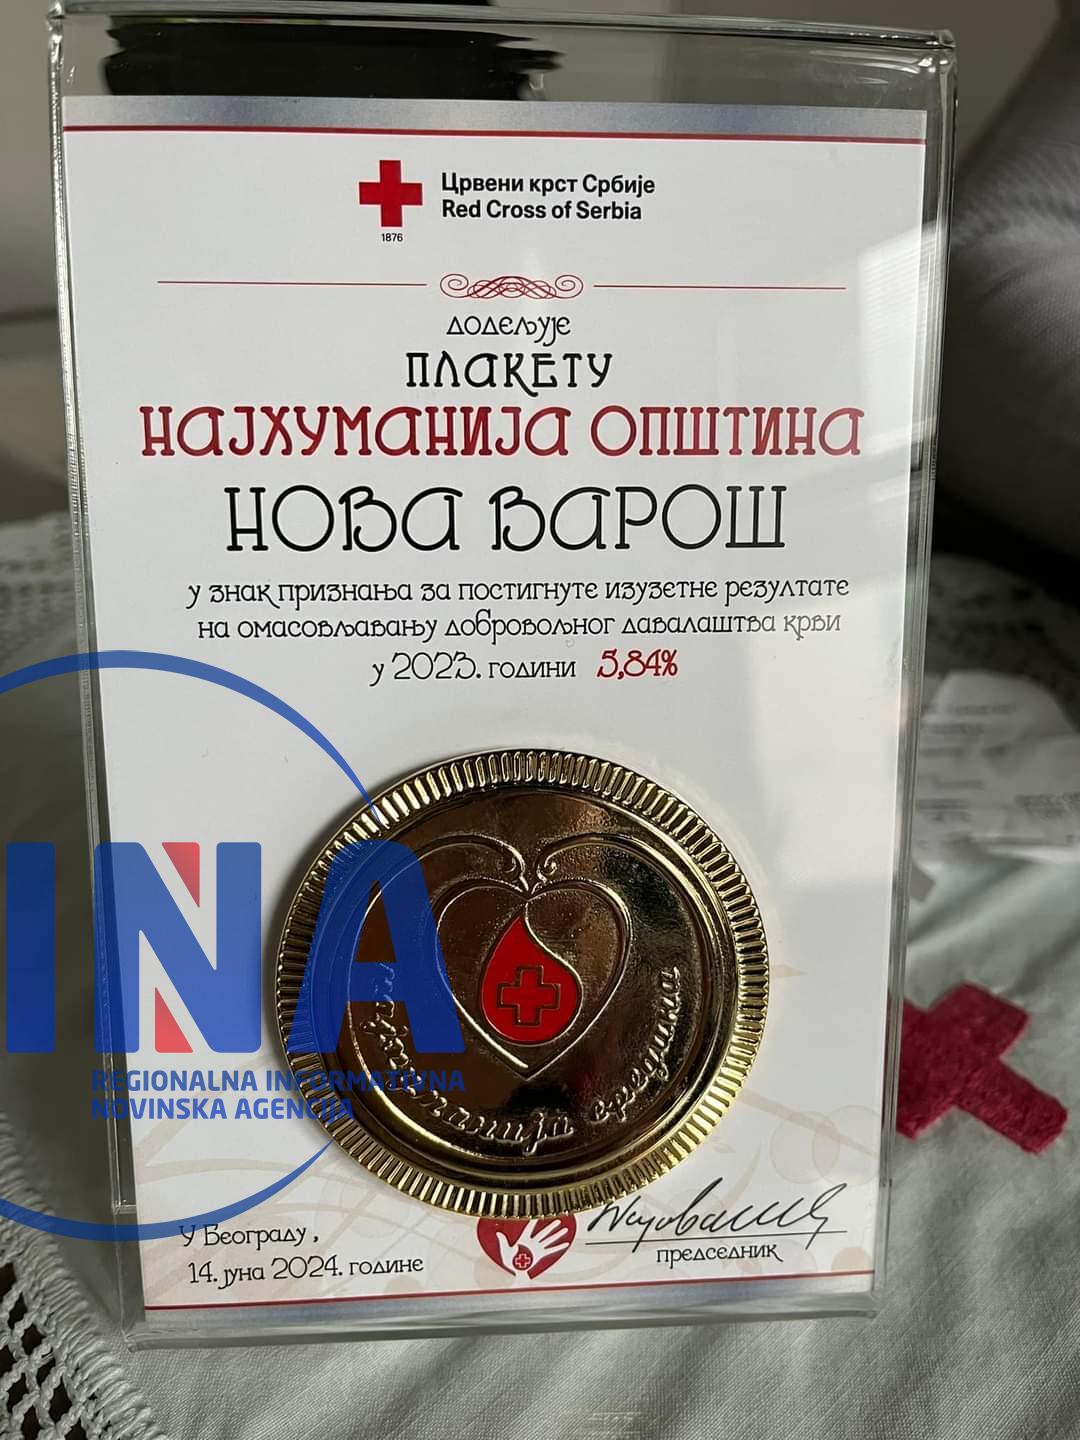 Црвени крст Србије
Red Cross of Serbia
1876
додељује
ПЛАКЕТУ
НАЈХУМАНИЈА ОПШТИНА
НОВА ВАРОШ
у знак признања за постигнуте изузетне резултате
на омасовљавању добровољног давалаштва крви
у 2023. години 5,84%
INA
REGIONALNA INFORMATIVNA
NOVINSKA AGENCIJA
средина
У Београду,
14. јуна 2024. године
председник